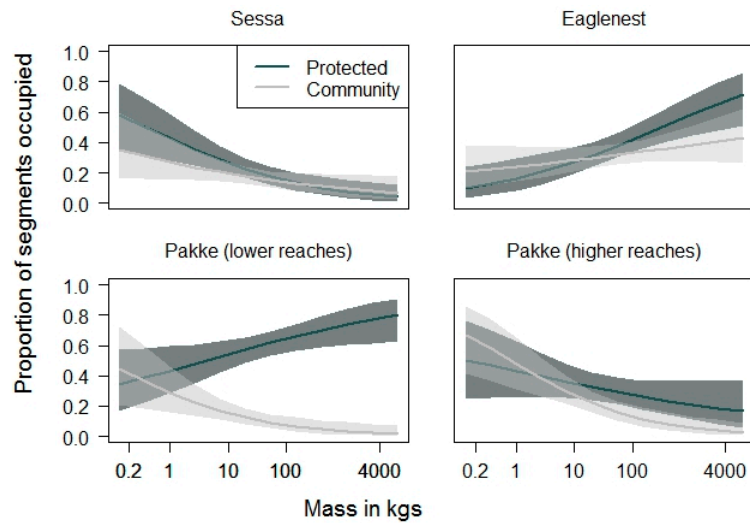 Sessa
Eaglenest
Protected
Community
1.0
0.8
0.6
0.4
0.2
0.0
Proportion of segments occupied
Pakke (lower reaches)
Pakke (higher reaches)
1.0
0.8
0.6
0.4
0.2
0.0
0.2 1 10 100 4000
0.2 1 10 100 4000
Mass in kgs